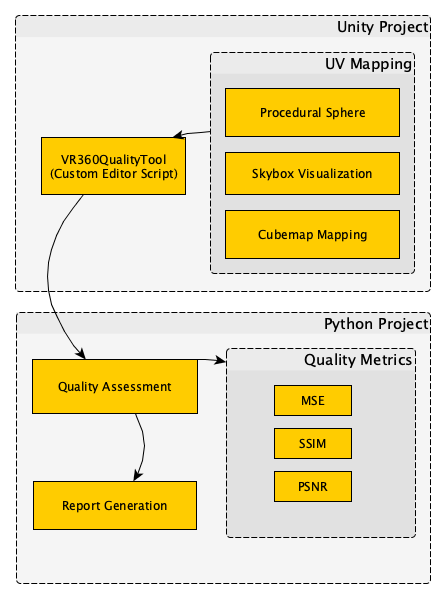 Unity Project
UV Mapping
Procedural Sphere
VR360QualityTool
(Custom Editor Script)
Skybox Visualization
Cubemap Mapping
Python Project
Quality Metrics
Quality Assessment
MSE
SSIM
PSNR
Report Generation